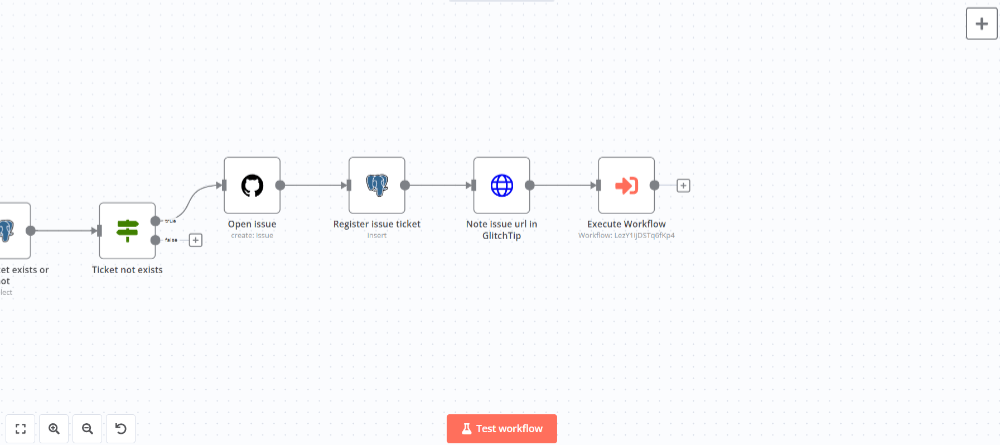 Open issue
create: issue
Register issue ticket
insert
Note issue url in
GlitchTip
Execute Workflow
Workflow: LozY1IjDSTq0fKp4
true
false
et exists or
ot
lect
Ticket not exists
Test workflow